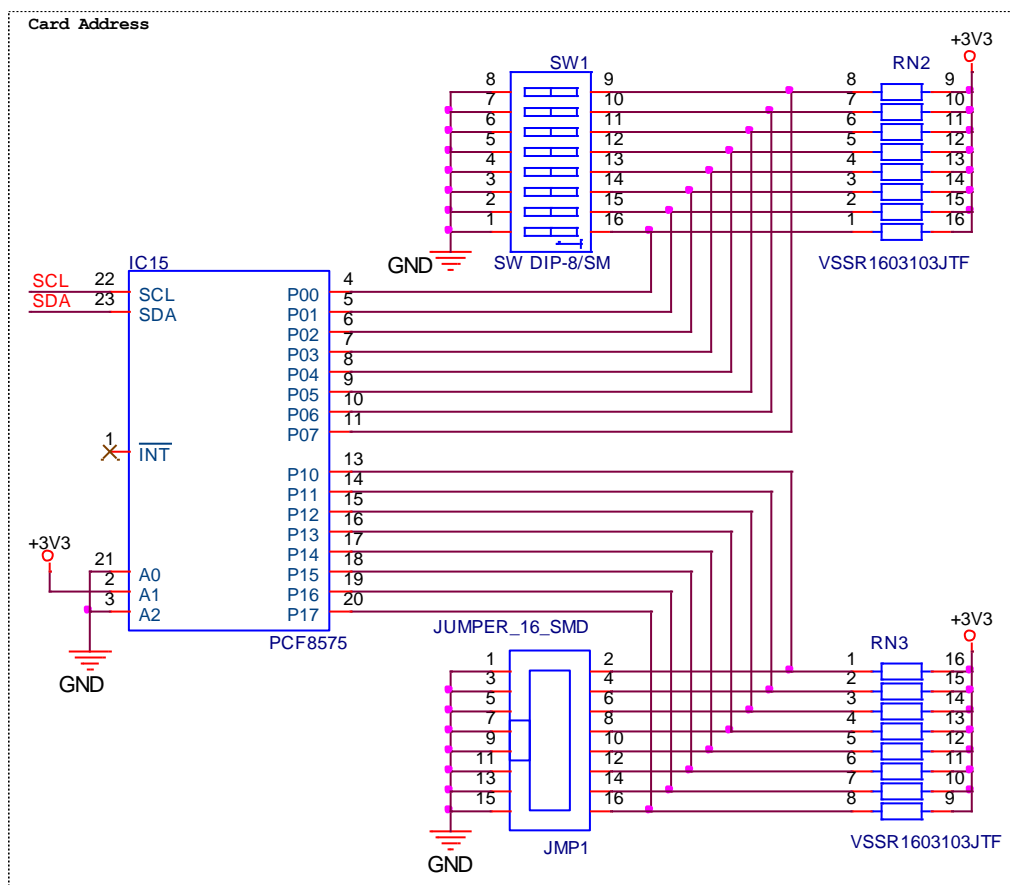 Card Address
+3V3
SW1 RN2
8 9 8 9
7 10 7 10
6 11 6 11
5 12 5 12
4 13 4 13
3 14 3 14
2 15 2 15
1 16 1 16
GND SW DIP-8/SM VSSR1603103JTF
IC15
SCL 22 SCL P00 4
SDA 23 SDA P01 5
P02 6
P03 7
P04 8
P05 9
P06 10
P07 11
1 INT
P10 13
P11 14
P12 15
P13 16
P14 17
+3V3
21 A0 P15 18
2 A1 P16 19
3 A2 P17 20
PCF8575
GND
JUMPER_16_SMD RN3 +3V3
1 2 1 16
3 4 2 15
5 6 3 14
7 8 4 13
9 10 5 12
11 12 6 11
13 14 7 10
15 16 8 9
GND JMP1 VSSR1603103JTF